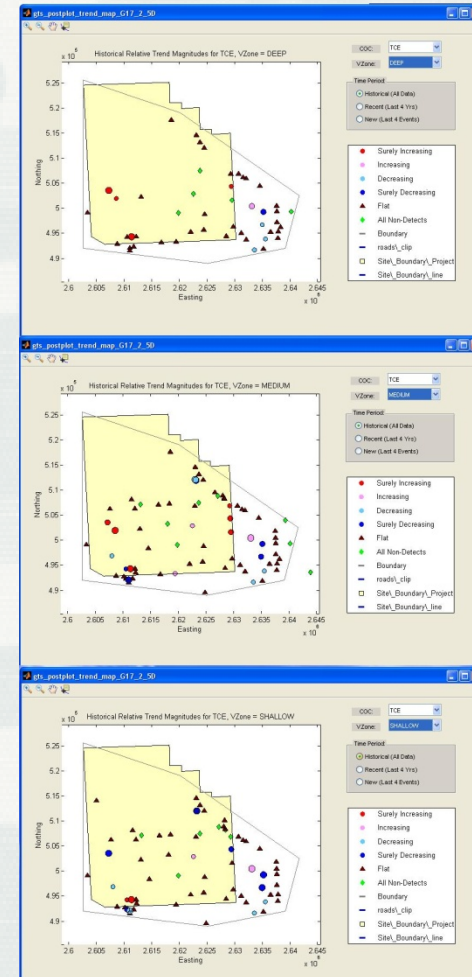 gts_postplot_trend_map_G17_2_5D
Historical Relative Trend Magnitudes for TCE, VZone = DEEP
x 10^6
5.25
5.2
5.15
5.1
5.05
5
4.95
4.9
Northing
2.6 2.605 2.61 2.615 2.62 2.625 2.63 2.635 2.64 2.645
Easting
x 10^6
COC: TCE
VZone: DEEP
Time Period
Historical (All Data)
Recent (Last 4 Yrs)
New (Last 4 Events)
Surely Increasing
Increasing
Decreasing
Surely Decreasing
Flat
All Non-Detects
Boundary
roads\_clip
Site\_Boundary\_Project
Site\_Boundary\_line
gts_postplot_trend_map_G17_2_5D
Historical Relative Trend Magnitudes for TCE, VZone = MEDIUM
x 10^6
5.25
5.2
5.15
5.1
5.05
5
4.95
4.9
Northing
2.6 2.605 2.61 2.615 2.62 2.625 2.63 2.635 2.64 2.645
Easting
x 10^6
COC: TCE
VZone: MEDIUM
Time Period
Historical (All Data)
Recent (Last 4 Yrs)
New (Last 4 Events)
Surely Increasing
Increasing
Decreasing
Surely Decreasing
Flat
All Non-Detects
Boundary
roads\_clip
Site\_Boundary\_Project
Site\_Boundary\_line
gts_postplot_trend_map_G17_2_5D
Historical Relative Trend Magnitudes for TCE, VZone = SHALLOW
x 10^6
5.25
5.2
5.15
5.1
5.05
5
4.95
4.9
Northing
2.6 2.605 2.61 2.615 2.62 2.625 2.63 2.635 2.64 2.645
Easting
x 10^6
COC: TCE
VZone: SHALLOW
Time Period
Historical (All Data)
Recent (Last 4 Yrs)
New (Last 4 Events)
Surely Increasing
Increasing
Decreasing
Surely Decreasing
Flat
All Non-Detects
Boundary
roads\_clip
Site\_Boundary\_Project
Site\_Boundary\_line